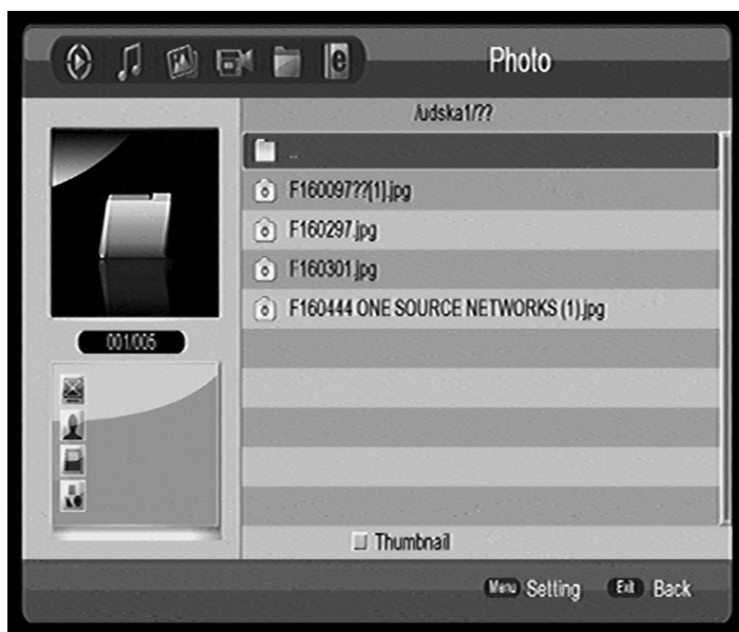 Photo
/udska1/??
..
F160097??[1].jpg
F160297.jpg
F160301.jpg
F160444 ONE SOURCE NETWORKS (1).jpg
001/005
Thumbnail
Menu Setting Exit Back